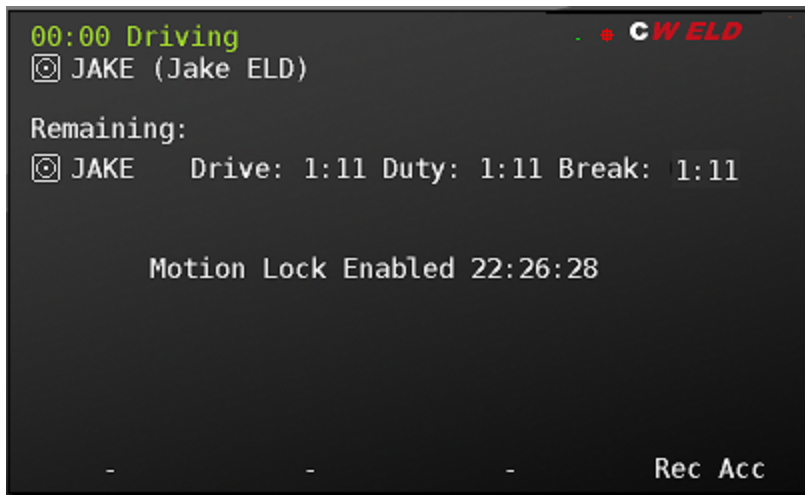 00:00 Driving
CW ELD
JAKE (Jake ELD)
Remaining:
JAKE Drive: 1:11 Duty: 1:11 Break: 1:11
Motion Lock Enabled 22:26:28
- - - Rec Acc